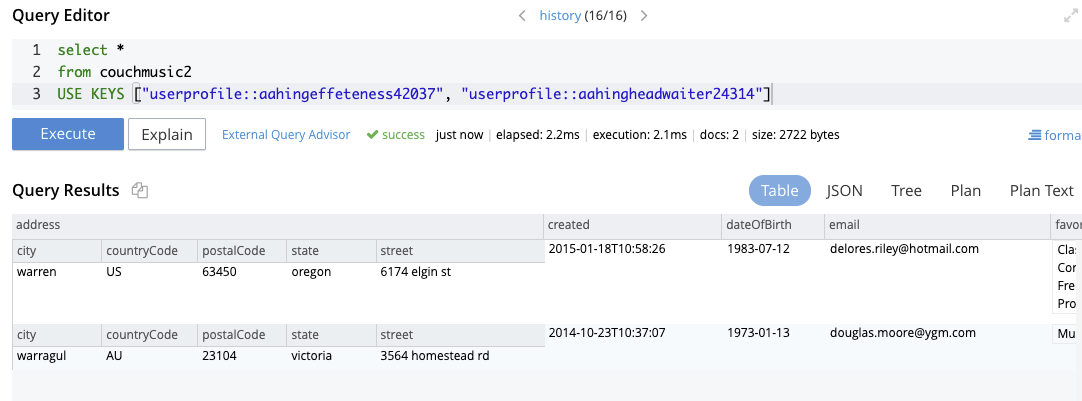 Query Editor
history (16/16)
1 select *
2 from couchmusic2
3 USE KEYS ["userprofile::aahingeffeteness42037", "userprofile::aahingheadwaiter24314"]
Execute Explain External Query Advisor success just now | elapsed: 2.2ms | execution: 2.1ms | docs: 2 | size: 2722 bytes forma
Query Results Table JSON Tree Plan Plan Text
address created dateOfBirth email favor
city countryCode postalCode state street 2015-01-18T10:58:26 1983-07-12 delores.riley@hotmail.com Cla
warren US 63450 oregon 6174 elgin st Cor
Fre
Pro
city countryCode postalCode state street 2014-10-23T10:37:07 1973-01-13 douglas.moore@ygm.com Mu
warragul AU 23104 victoria 3564 homestead rd